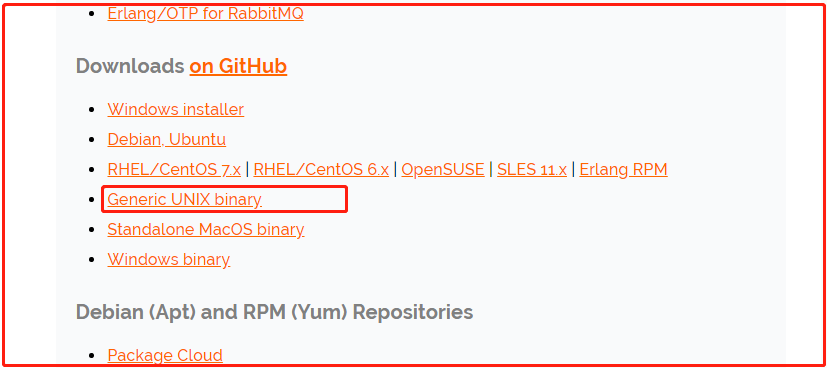 Erlang/OTP for RabbitMQ
Downloads on GitHub
Windows installer
Debian, Ubuntu
RHEL/CentOS 7.x | RHEL/CentOS 6.x | OpenSUSE | SLES 11.x | Erlang RPM
Generic UNIX binary
Standalone MacOS binary
Windows binary
Debian (Apt) and RPM (Yum) Repositories
Package Cloud